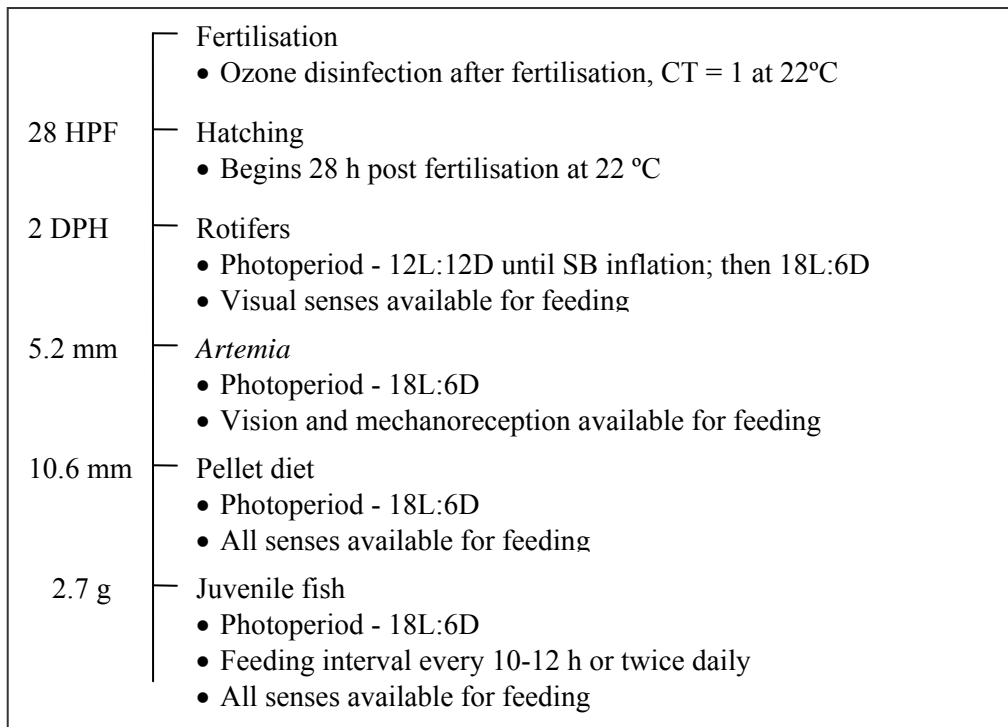 Fertilisation
• Ozone disinfection after fertilisation, CT = 1 at 22ºC
28 HPF Hatching
• Begins 28 h post fertilisation at 22 ºC
2 DPH Rotifers
• Photoperiod - 12L:12D until SB inflation; then 18L:6D
• Visual senses available for feeding
5.2 mm Artemia
• Photoperiod - 18L:6D
• Vision and mechanoreception available for feeding
10.6 mm Pellet diet
• Photoperiod - 18L:6D
• All senses available for feeding
2.7 g Juvenile fish
• Photoperiod - 18L:6D
• Feeding interval every 10-12 h or twice daily
• All senses available for feeding